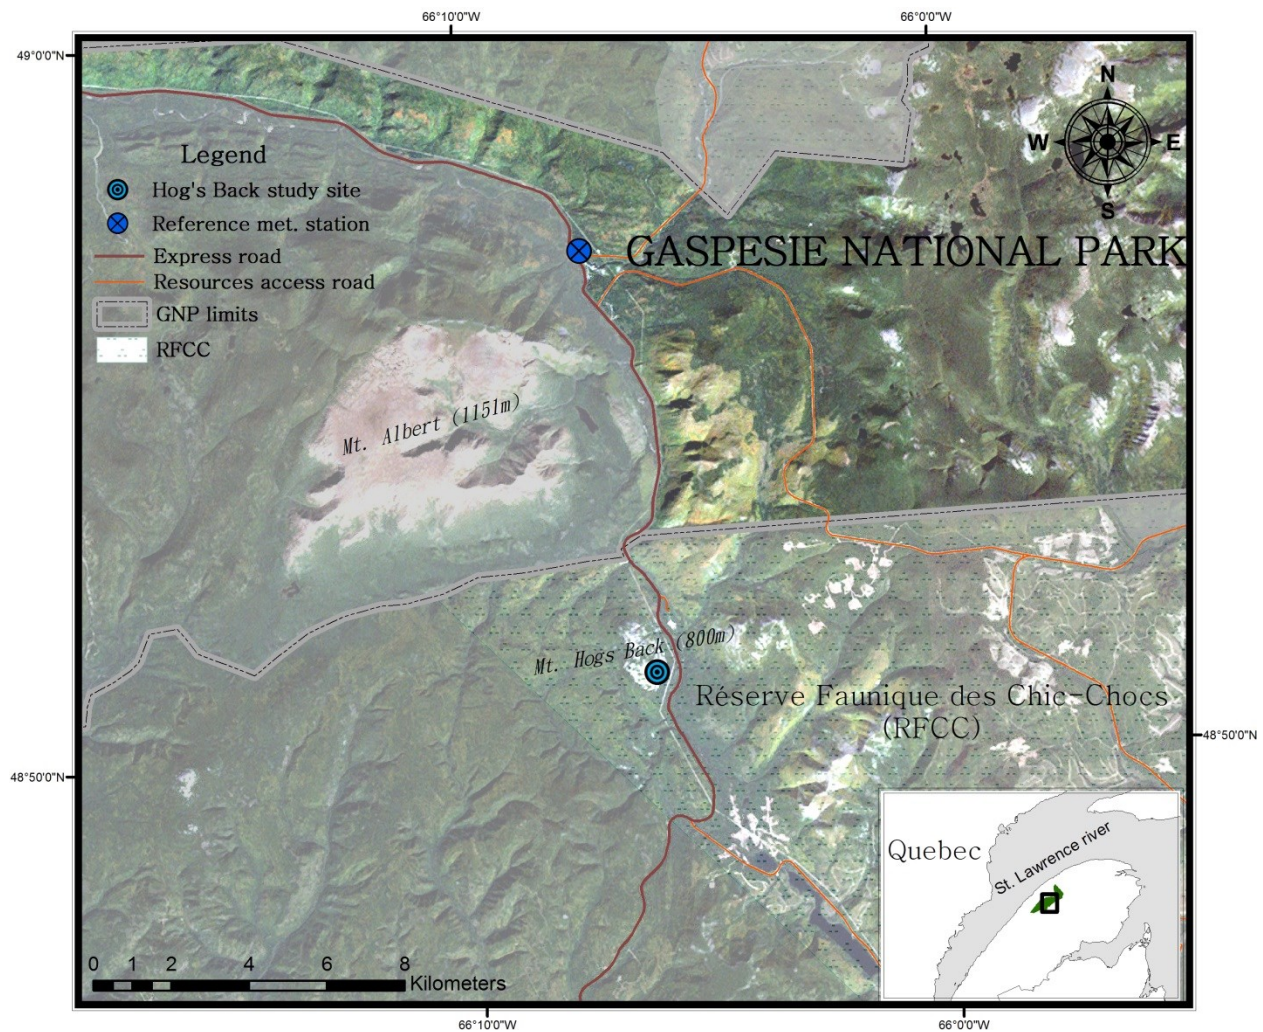 66°10'0"W
66°0'0"W
49°0'0"N
N
W
E
S
Legend
Hog's Back study site
Reference met. station
Express road
Resources access road
GNP limits
RFCC
GASPESIE NATIONAL PARK
Mt. Albert (1151m)
Mt. Hogs Back (800m)
Réserve Faunique des Chic-Chocs
(RFCC)
48°50'0"N
48°50'0"N
Quebec
St. Lawrence river
0 1 2 4 6 8
Kilometers
66°10'0"W
66°0'0"W